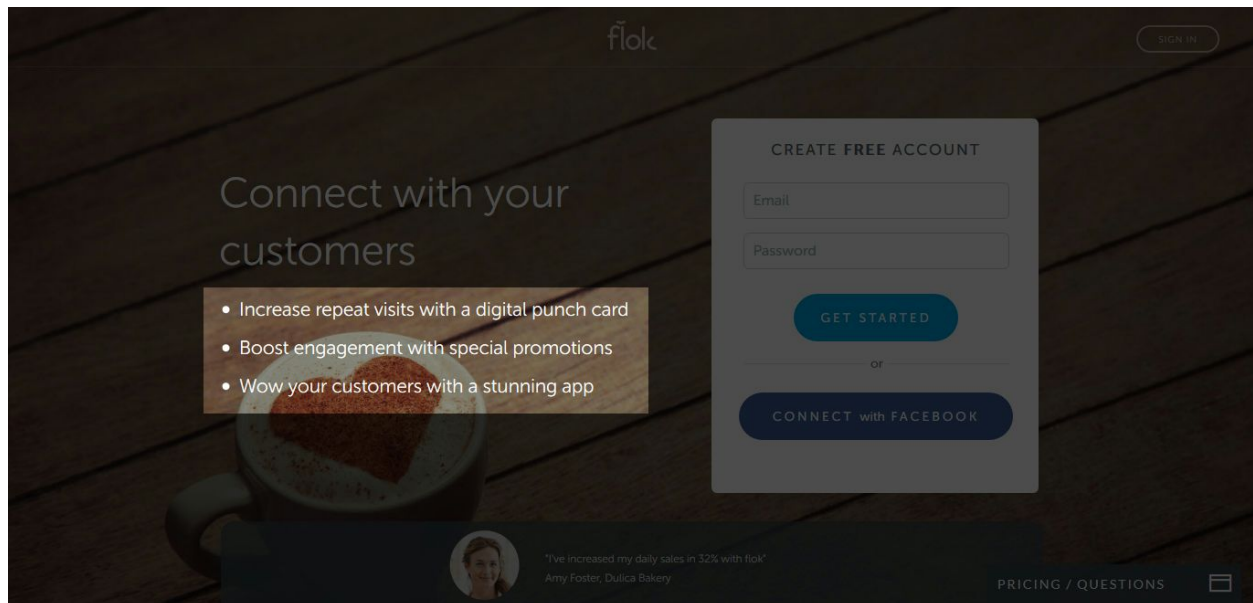 flok
SIGN IN
Connect with your
customers
• Increase repeat visits with a digital punch card
• Boost engagement with special promotions
• Wow your customers with a stunning app
CREATE FREE ACCOUNT
Email
Password
GET STARTED
or
CONNECT with FACEBOOK
"I've increased my daily sales in 32% with flok"
Amy Foster, Dulica Bakery
PRICING / QUESTIONS